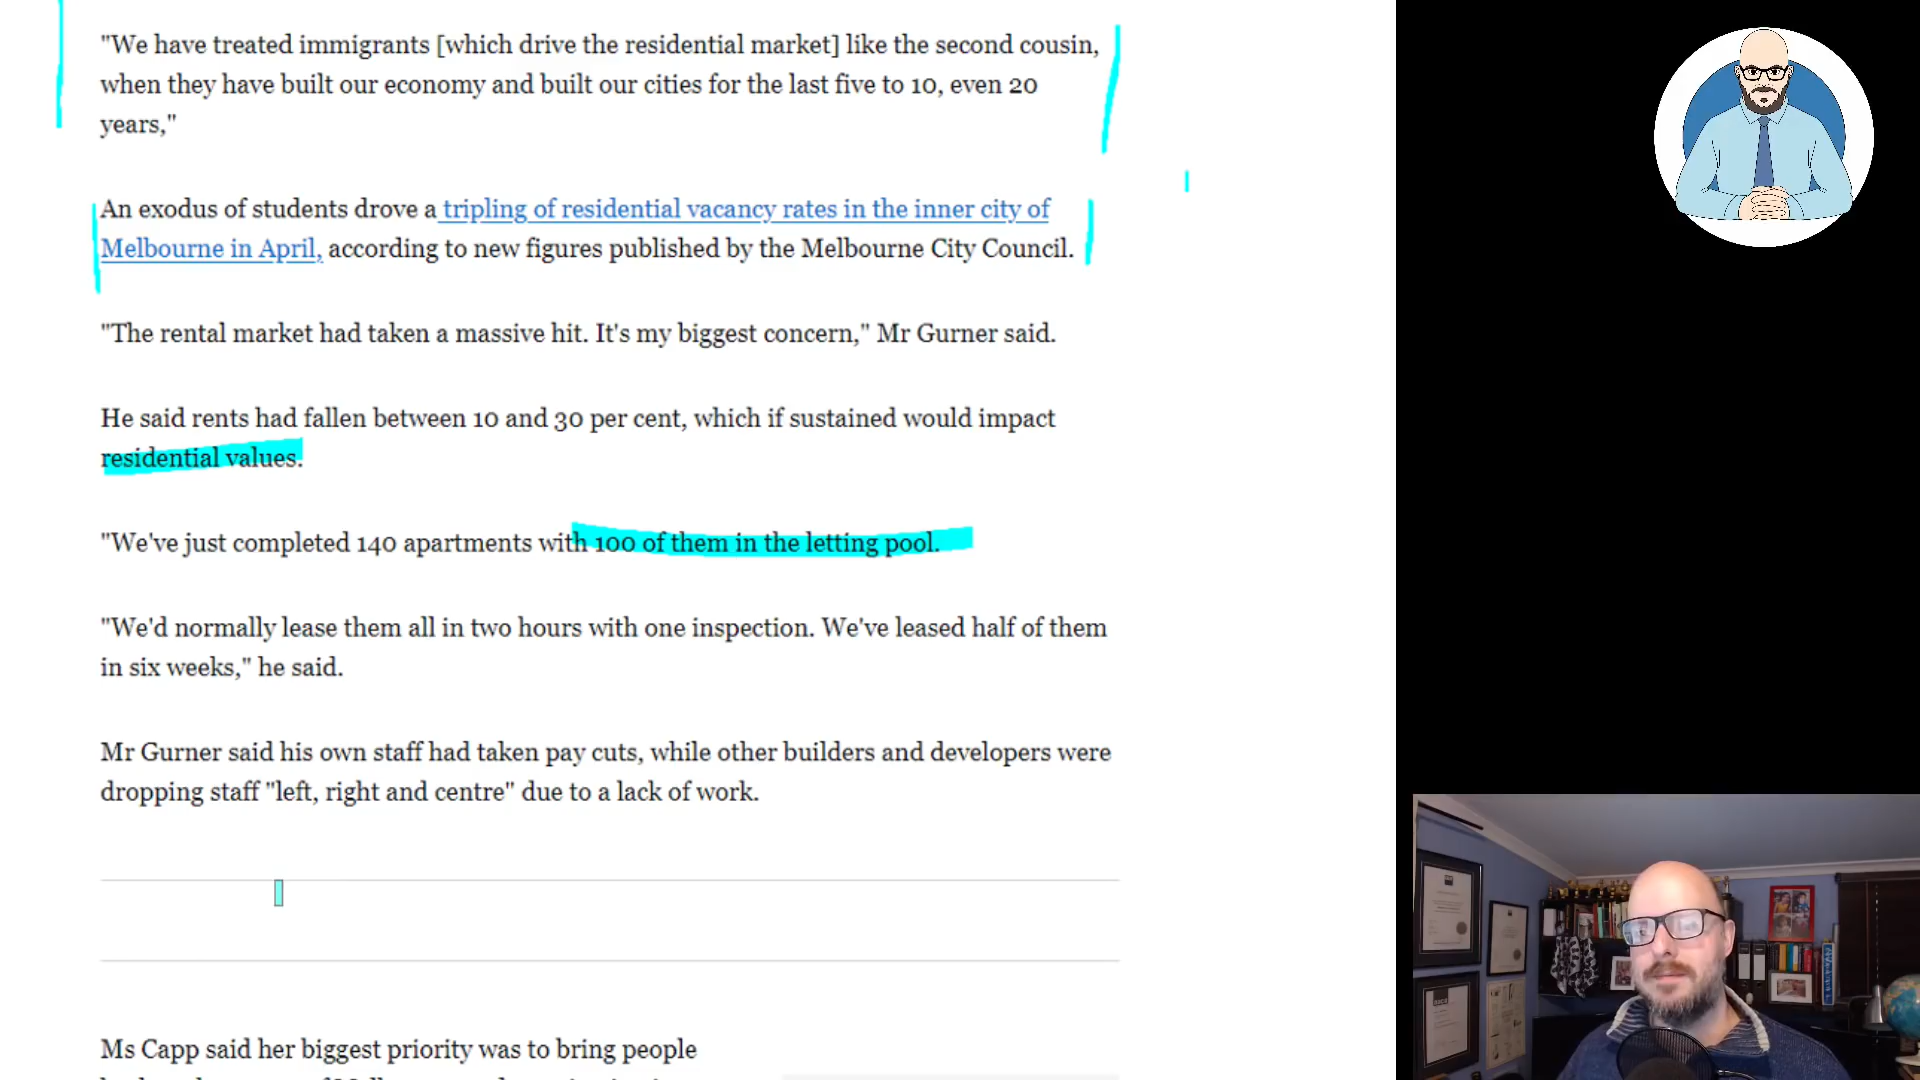 "We have treated immigrants [which drive the residential market] like the second cousin,
when they have built our economy and built our cities for the last five to 10, even 20
years,"
An exodus of students drove a tripling of residential vacancy rates in the inner city of
Melbourne in April, according to new figures published by the Melbourne City Council.
"The rental market had taken a massive hit. It's my biggest concern," Mr Gurner said.
He said rents had fallen between 10 and 30 per cent, which if sustained would impact
residential values.
"We've just completed 140 apartments with 100 of them in the letting pool.
"We'd normally lease them all in two hours with one inspection. We've leased half of them
in six weeks," he said.
Mr Gurner said his own staff had taken pay cuts, while other builders and developers were
dropping staff "left, right and centre" due to a lack of work.
Ms Capp said her biggest priority was to bring people